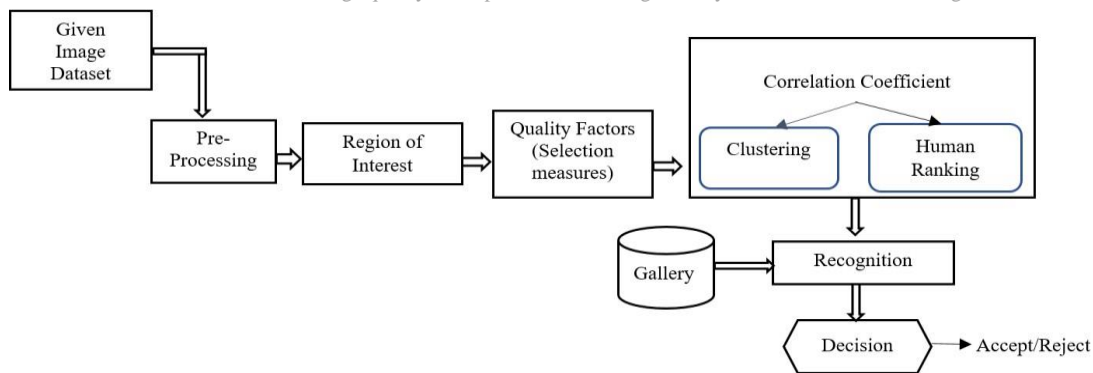 Given
Image
Dataset
Pre-
Processing
Region of
Interest
Quality Factors
(Selection
measures)
Correlation Coefficient
Clustering
Human
Ranking
Gallery
Recognition
Decision
Accept/Reject